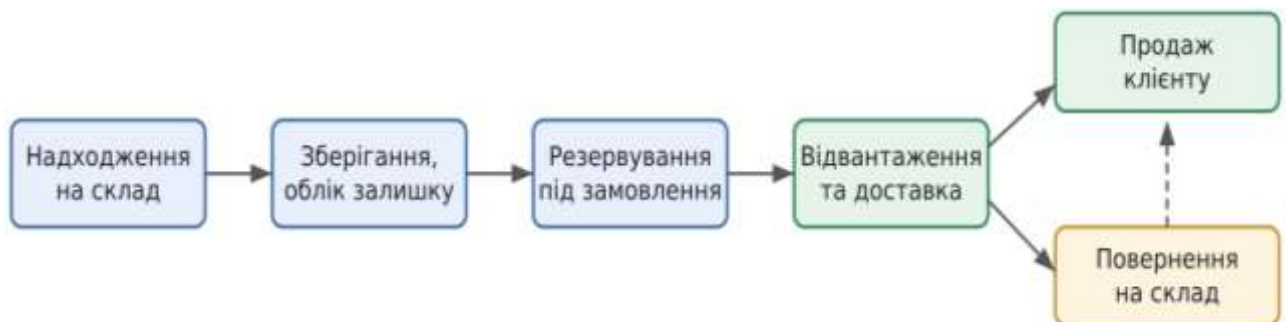 Надходження
на склад
Зберігання,
облік залишку
Резервування
під замовлення
Відвантаження
та доставка
Продаж
клієнту
Повернення
на склад